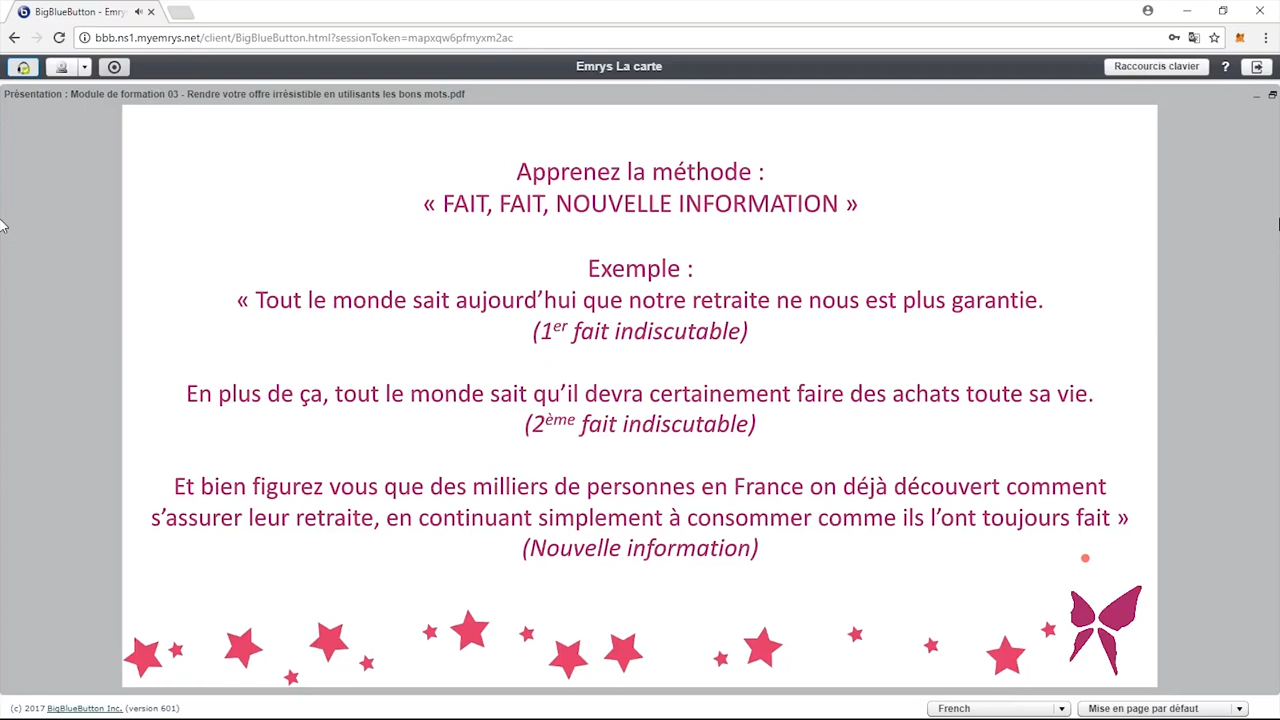 BigBlueButton - Emry
bbb.ns1.myemrys.net/client/BigBlueButton.html?sessionToken=mapxqw6pfmyxm2ac
Emrys La carte
Raccourcis clavier
?
Présentation : Module de formation 03 - Rendre votre offre irrésistible en utilisants les bons mots.pdf
Apprenez la méthode :
« FAIT, FAIT, NOUVELLE INFORMATION »
Exemple :
« Tout le monde sait aujourd’hui que notre retraite ne nous est plus garantie.
(1er fait indiscutable)
En plus de ça, tout le monde sait qu’il devra certainement faire des achats toute sa vie.
(2ème fait indiscutable)
Et bien figurez vous que des milliers de personnes en France on déjà découvert comment
s’assurer leur retraite, en continuant simplement à consommer comme ils l’ont toujours fait »
(Nouvelle information)
(c) 2017 BigBlueButton Inc. (version 601)
French
Mise en page par défaut